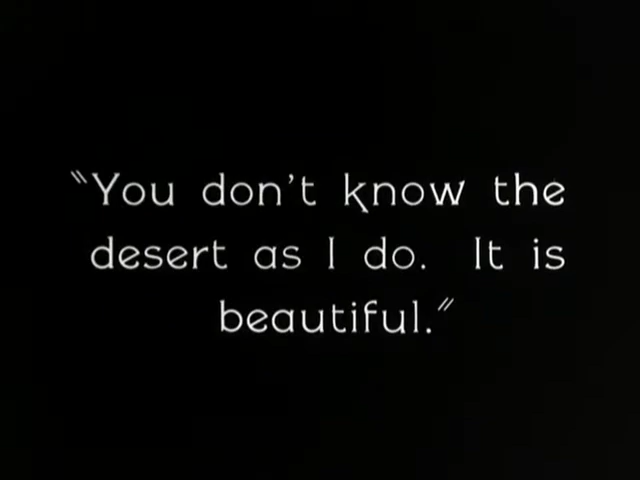 "You don't know the
desert as I do. It is
beautiful."